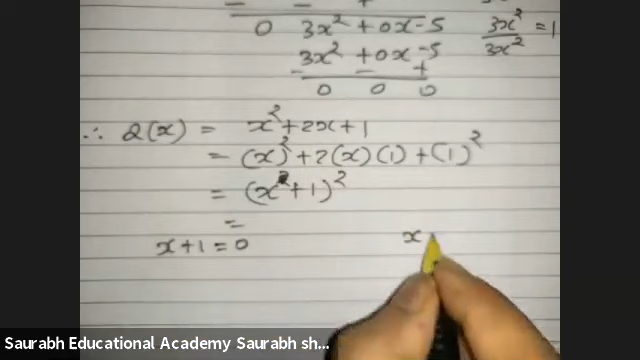 0 3x² + 0x - 5
3x² + 0x - 5
- - +
0 0 0
3x²/3x² = 1
∴ Q(x) = x² + 2x + 1
= (x)² + 2(x)(1) + (1)²
= (x² + 1)²
=
x + 1 = 0 x
Saurabh Educational Academy Saurabh sh...